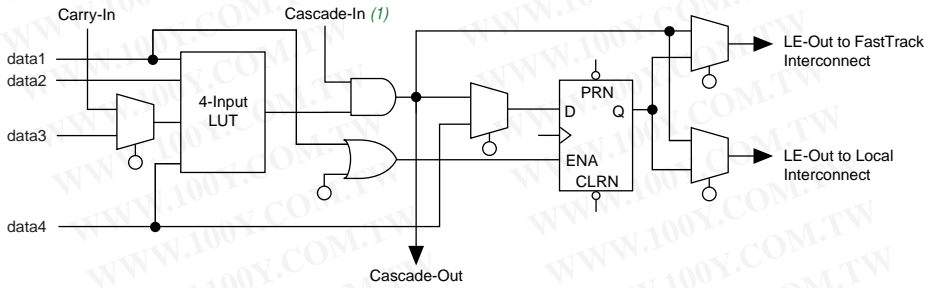 Carry-In
Cascade-In (1)
data1
data2
data3
data4
4-Input
LUT
PRN
D
Q
ENA
CLRN
LE-Out to FastTrack
Interconnect
LE-Out to Local
Interconnect
Cascade-Out
WWW.100Y.COM.TW